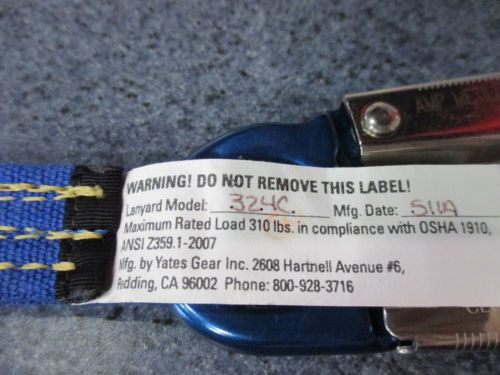 AMP
WARNING! DO NOT REMOVE THIS LABEL!
Lanyard Model: 324C Mfg. Date: 511A
Maximum Rated Load 310 lbs. in compliance with OSHA 1910,
ANSI Z359.1-2007
Mfg. by Yates Gear Inc. 2608 Hartnell Avenue #6,
Redding, CA 96002 Phone: 800-928-3716